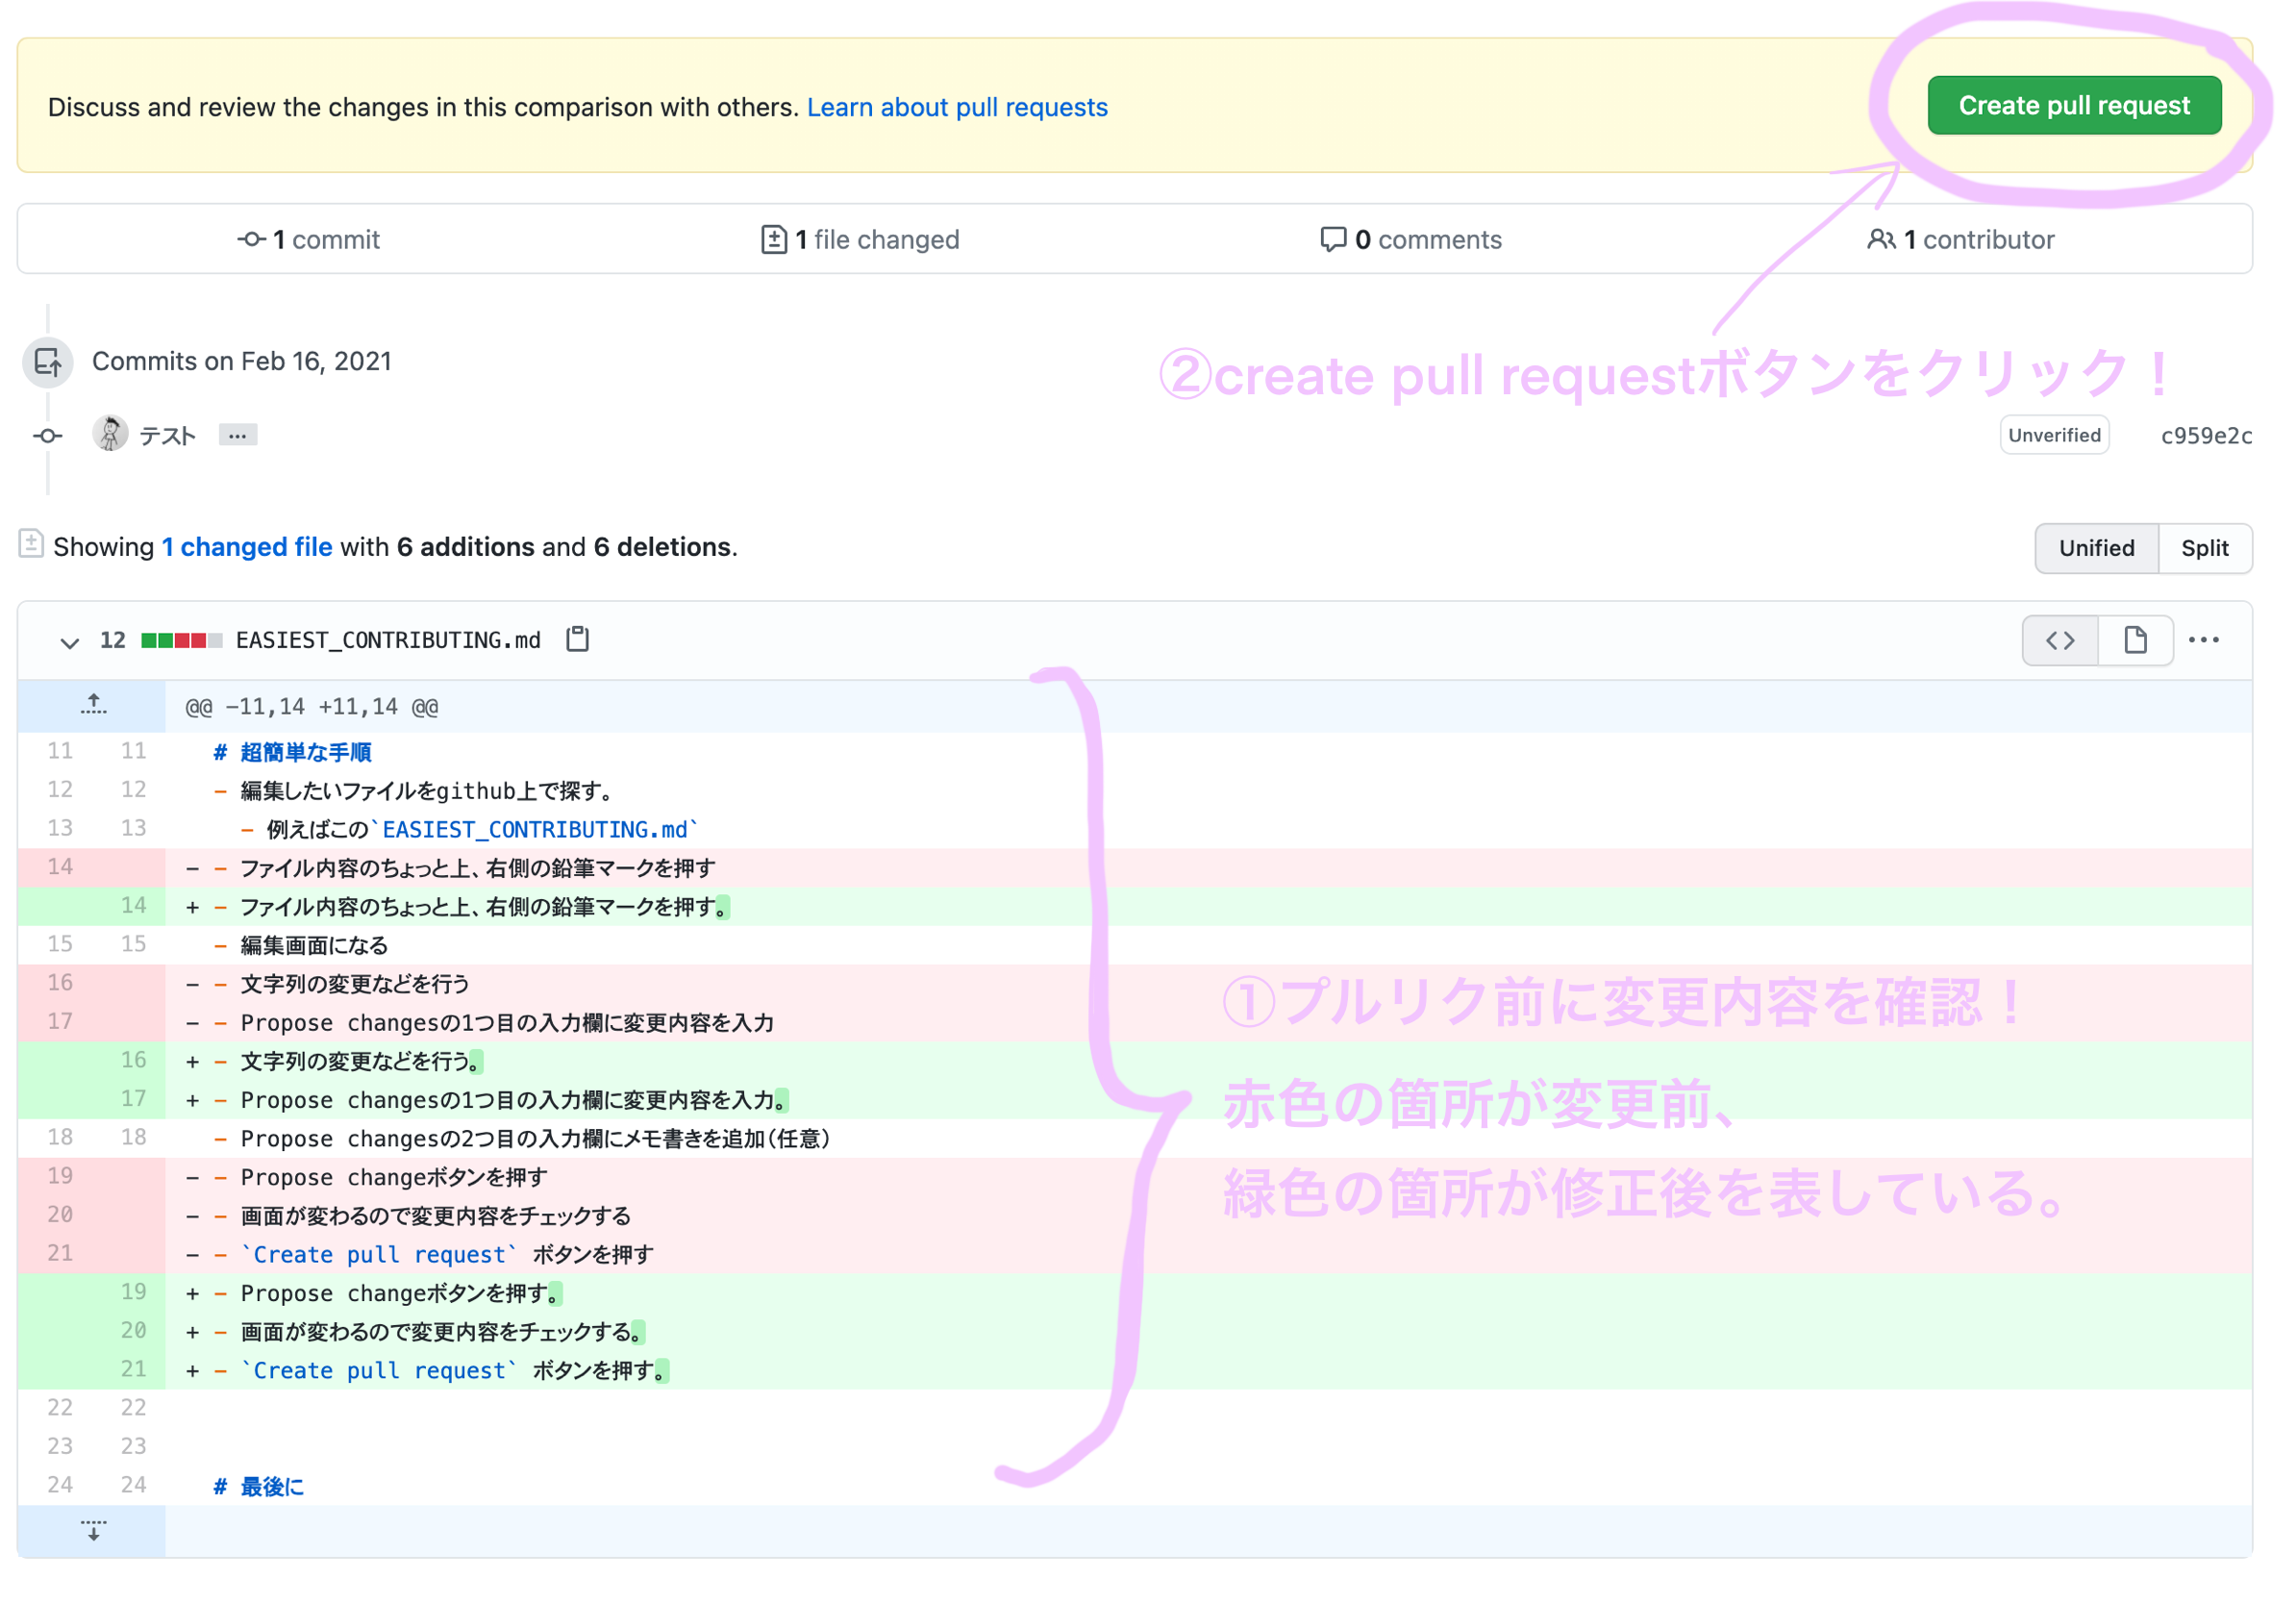 Discuss and review the changes in this comparison with others. Learn about pull requests
Create pull request
1 commit
1 file changed
0 comments
1 contributor
Commits on Feb 16, 2021
②create pull requestボタンをクリック！
テスト
…
Unverified
c959e2c
Showing 1 changed file with 6 additions and 6 deletions.
Unified
Split
12 EASIEST_CONTRIBUTING.md
@@ -11,14 +11,14 @@
11 11 # 超簡単な手順
12 12 - 編集したいファイルをgithub上で探す。
13 13 - 例えばこの`EASIEST_CONTRIBUTING.md`
14 - - ファイル内容のちょっと上、右側の鉛筆マークを押す
14 + - ファイル内容のちょっと上、右側の鉛筆マークを押す。
15 15 - 編集画面になる
16 - - 文字列の変更などを行う
17 - - Propose changesの1つ目の入力欄に変更内容を入力
16 + - 文字列の変更などを行う。
17 + - Propose changesの1つ目の入力欄に変更内容を入力。
18 18 - Propose changesの2つ目の入力欄にメモ書きを追加（任意）
19 - - Propose changeボタンを押す
20 - - 画面が変わるので変更内容をチェックする
21 - - `Create pull request` ボタンを押す
19 + - Propose changeボタンを押す。
20 + - 画面が変わるので変更内容をチェックする。
21 + - `Create pull request` ボタンを押す。
22 22
23 23
24 24 # 最後に
①プルリク前に変更内容を確認！
赤色の箇所が変更前、
緑色の箇所が修正後を表している。